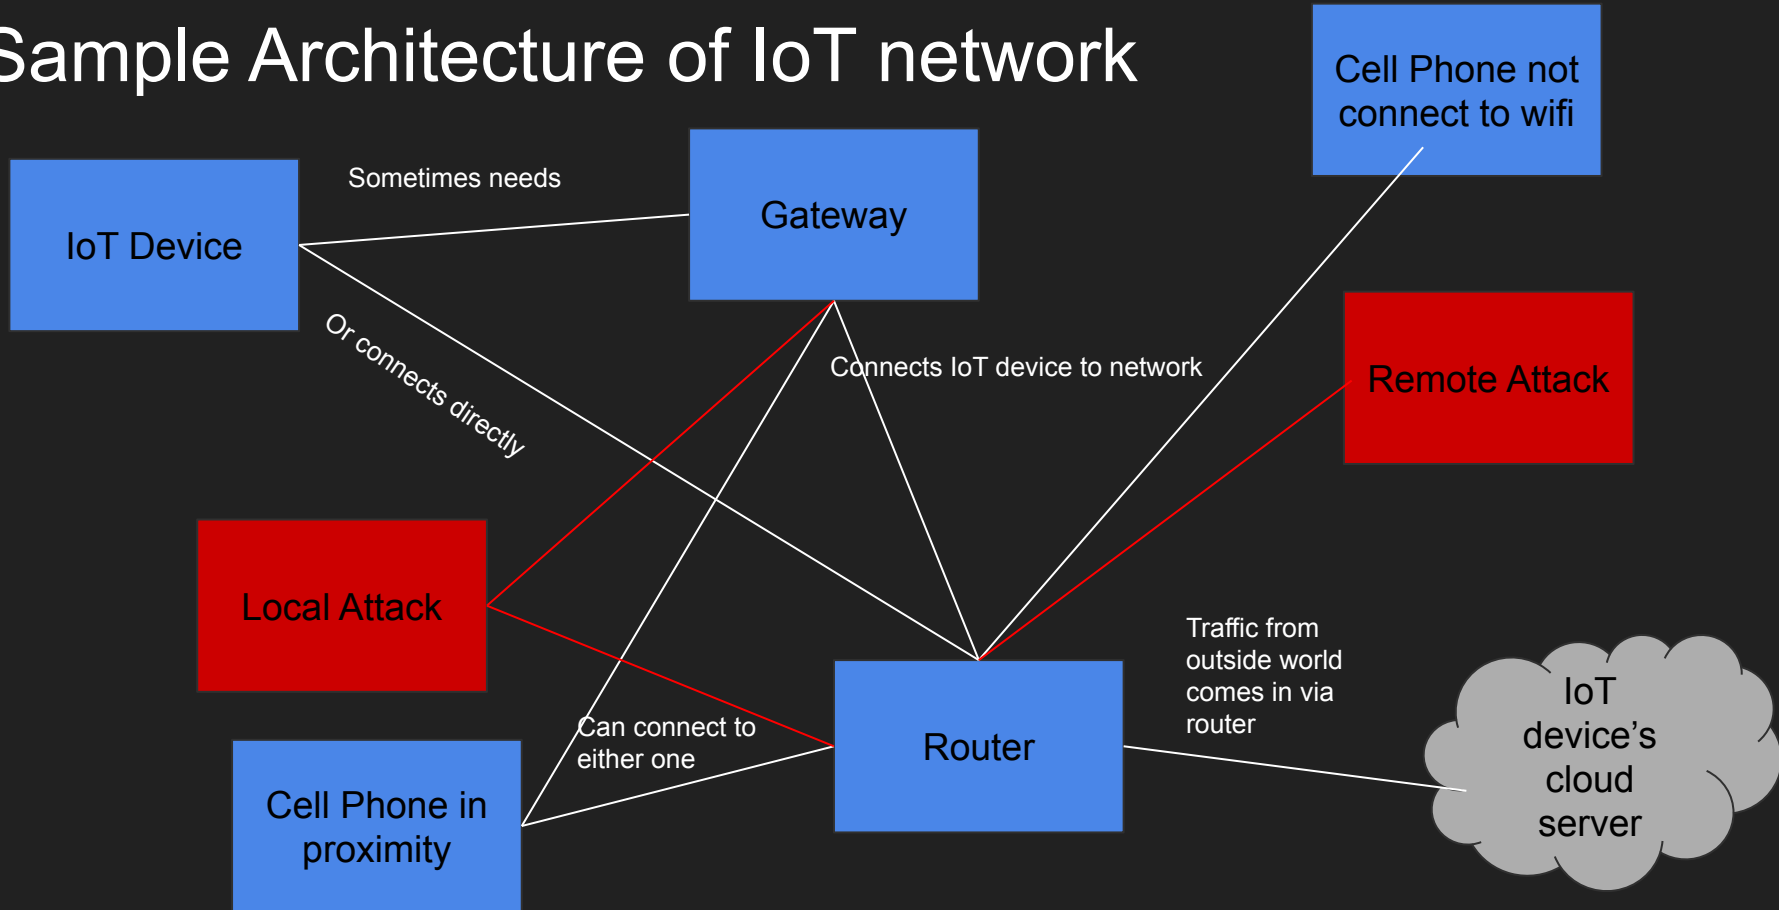 Sample Architecture of IoT network
Cell Phone not
connect to wifi
Sometimes needs
Gateway
IoT Device
Or connects directly
Connects IoT device to network
Remote Attack
Local Attack
Traffic from
outside world
comes in via
router
IoT
device's
cloud
server
Can connect to
either one
Router
Cell Phone in
proximity